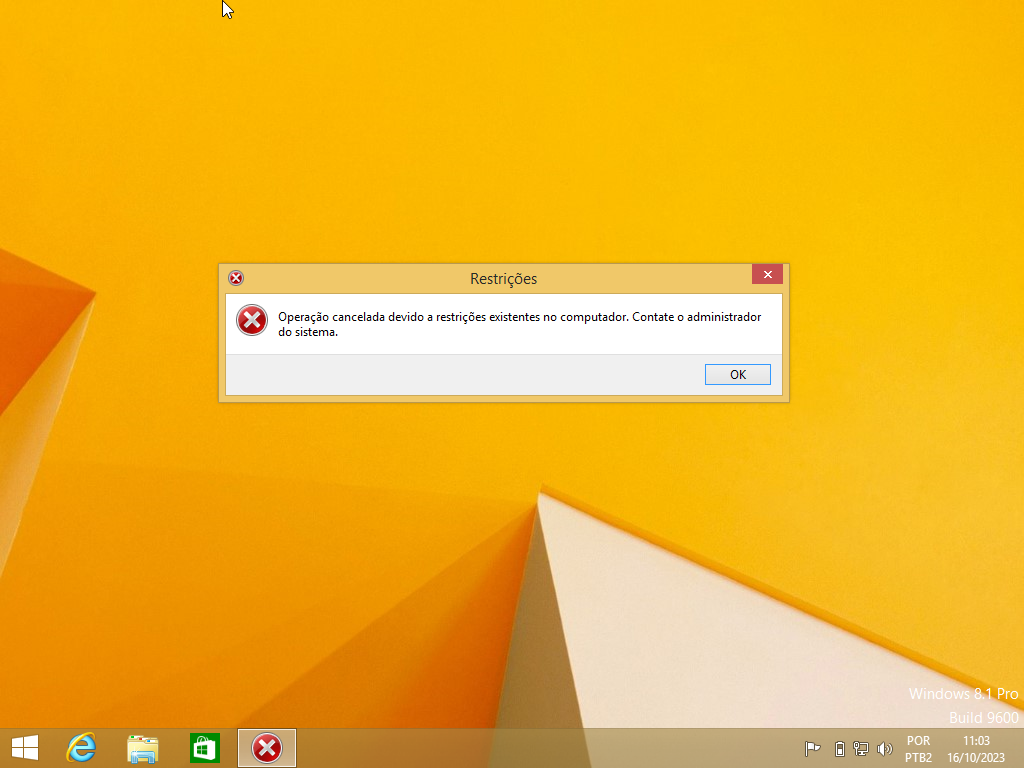 Restrições
Operação cancelada devido a restrições existentes no computador. Contate o administrador
do sistema.
OK
Windows 8.1 Pro
Build 9600
POR
PTB2
11:03
16/10/2023